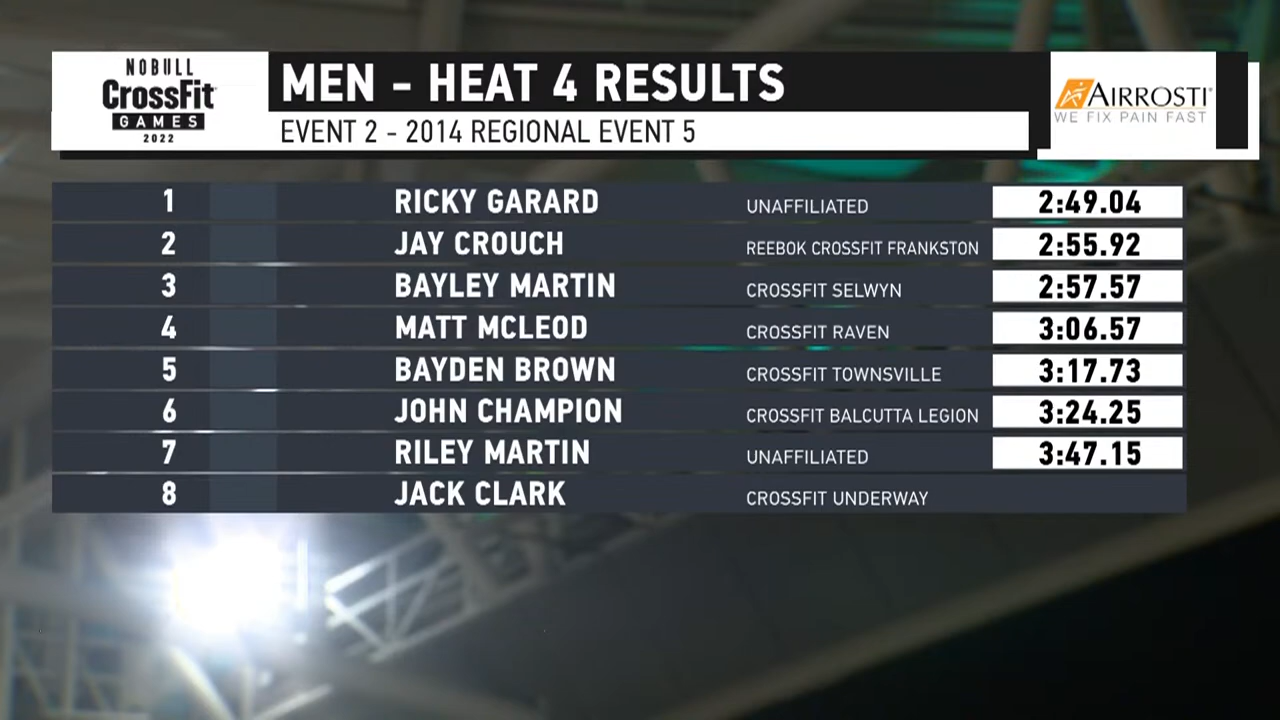 NOBULL
CrossFit
GAMES
2022
MEN - HEAT 4 RESULTS
EVENT 2 - 2014 REGIONAL EVENT 5
AIRROSTI
WE FIX PAIN FAST
1 RICKY GARARD UNAFFILIATED 2:49.04
2 JAY CROUCH REEBOK CROSSFIT FRANKSTON 2:55.92
3 BAYLEY MARTIN CROSSFIT SELWYN 2:57.57
4 MATT MCLEOD CROSSFIT RAVEN 3:06.57
5 BAYDEN BROWN CROSSFIT TOWNSVILLE 3:17.73
6 JOHN CHAMPION CROSSFIT BALCUTTA LEGION 3:24.25
7 RILEY MARTIN UNAFFILIATED 3:47.15
8 JACK CLARK CROSSFIT UNDERWAY